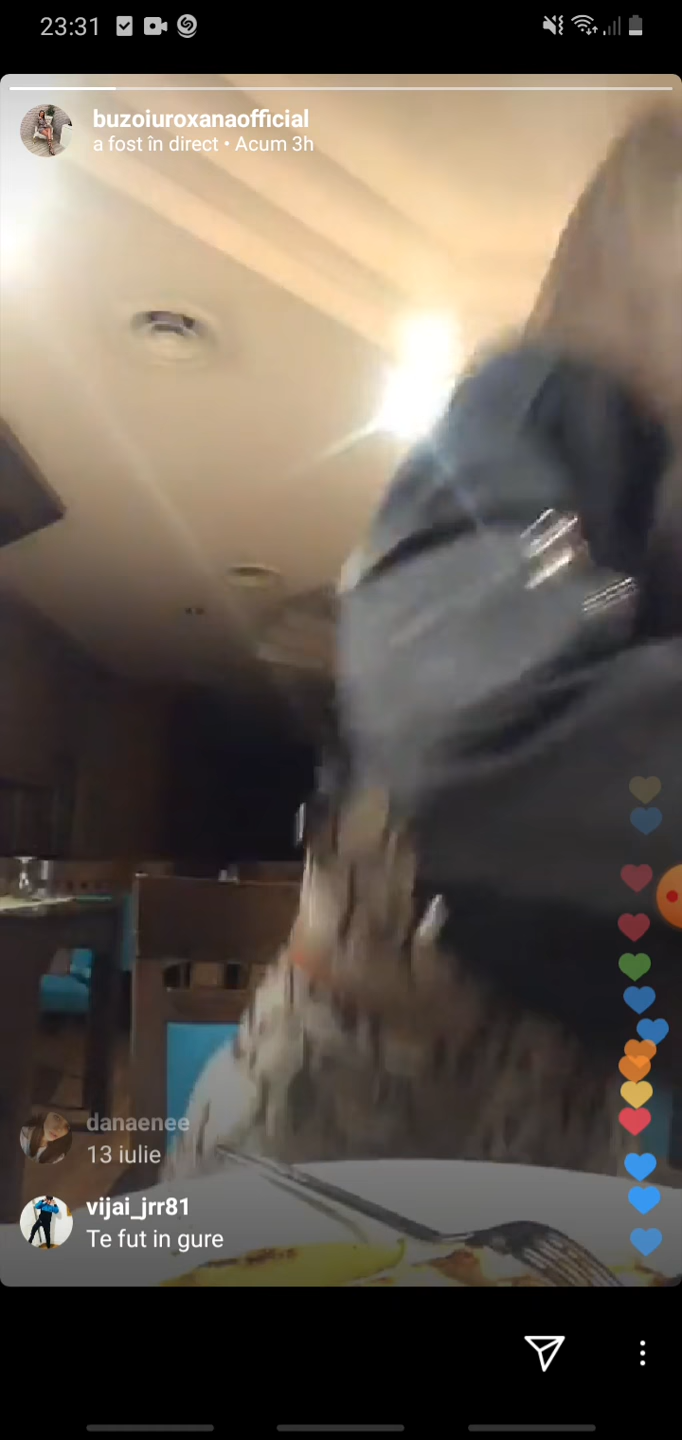 23:31
buzoiuroxanaofficial
a fost în direct • Acum 3h
danaenee
13 iulie
vijai_jrr81
Te fut in gure